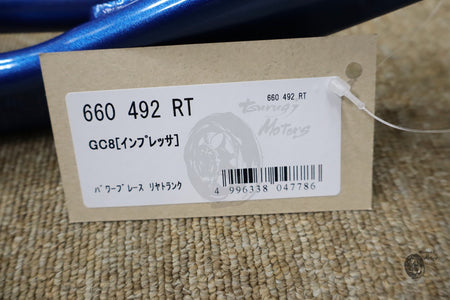 660 492 RT
660 492 RT
Tsurugi
Motors
GC8[インプレッサ]
パワーブレース リヤトランク
4 996338 047786